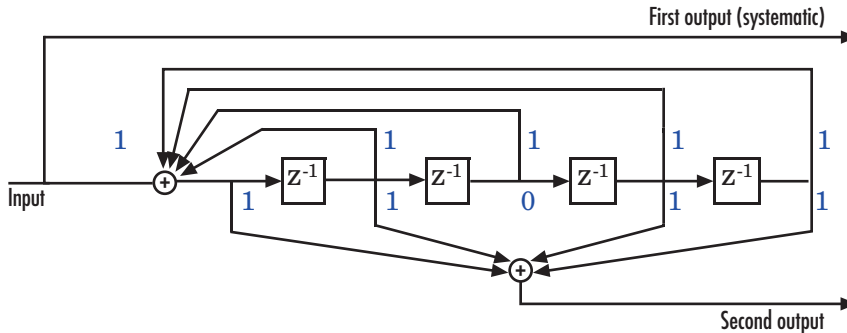 First output (systematic)
1 1 1 1 1
z-1 z-1 z-1 z-1
Input
1 1 0 1 1
Second output